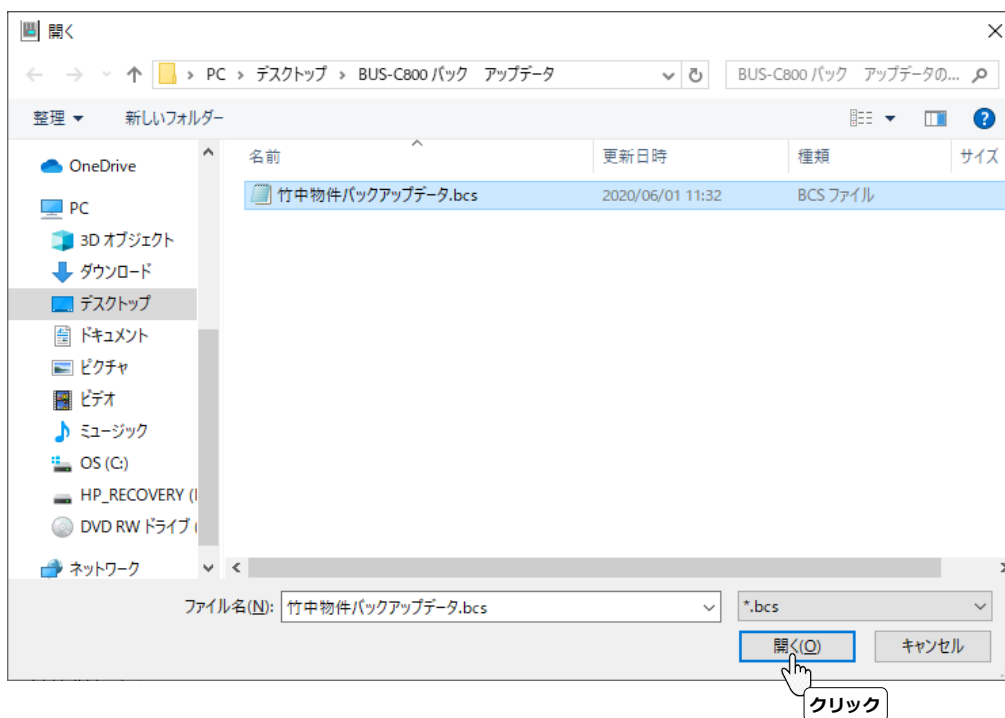 開く
PC › デスクトップ › BUS-C800 バック アップデータ
BUS-C800 バック アップデータの...
整理 新しいフォルダー
名前 更新日時 種類 サイズ
竹中物件バックアップデータ.bcs 2020/06/01 11:32 BCS ファイル
OneDrive
PC
3D オブジェクト
ダウンロード
デスクトップ
ドキュメント
ピクチャ
ビデオ
ミュージック
OS (C:)
HP_RECOVERY (
DVD RW ドライブ (
ネットワーク
ファイル名(N): 竹中物件バックアップデータ.bcs *.bcs
開く(O) キャンセル
クリック